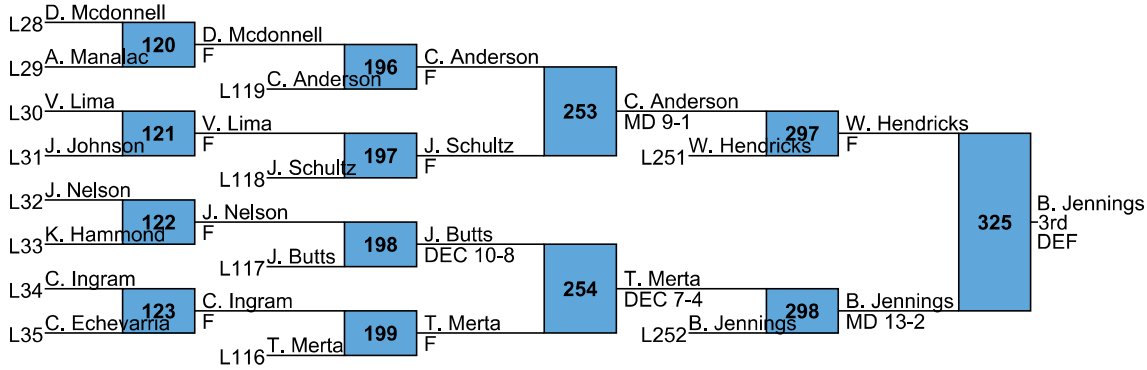 L28 D. Mcdonnell
120
L29 A. Manalac
D. Mcdonnell
F
196
L119 C. Anderson
C. Anderson
F
L30 V. Lima
121
L31 J. Johnson
V. Lima
F
197
L118 J. Schultz
J. Schultz
F
253
C. Anderson
MD 9-1
297
L251 W. Hendricks
W. Hendricks
F
L32 J. Nelson
122
L33 K. Hammond
J. Nelson
F
198
L117 J. Butts
J. Butts
DEC 10-8
L34 C. Ingram
123
L35 C. Echevarria
C. Ingram
F
199
L116 T. Merta
T. Merta
F
254
T. Merta
DEC 7-4
298
L252 B. Jennings
B. Jennings
MD 13-2
325
B. Jennings
3rd
DEF